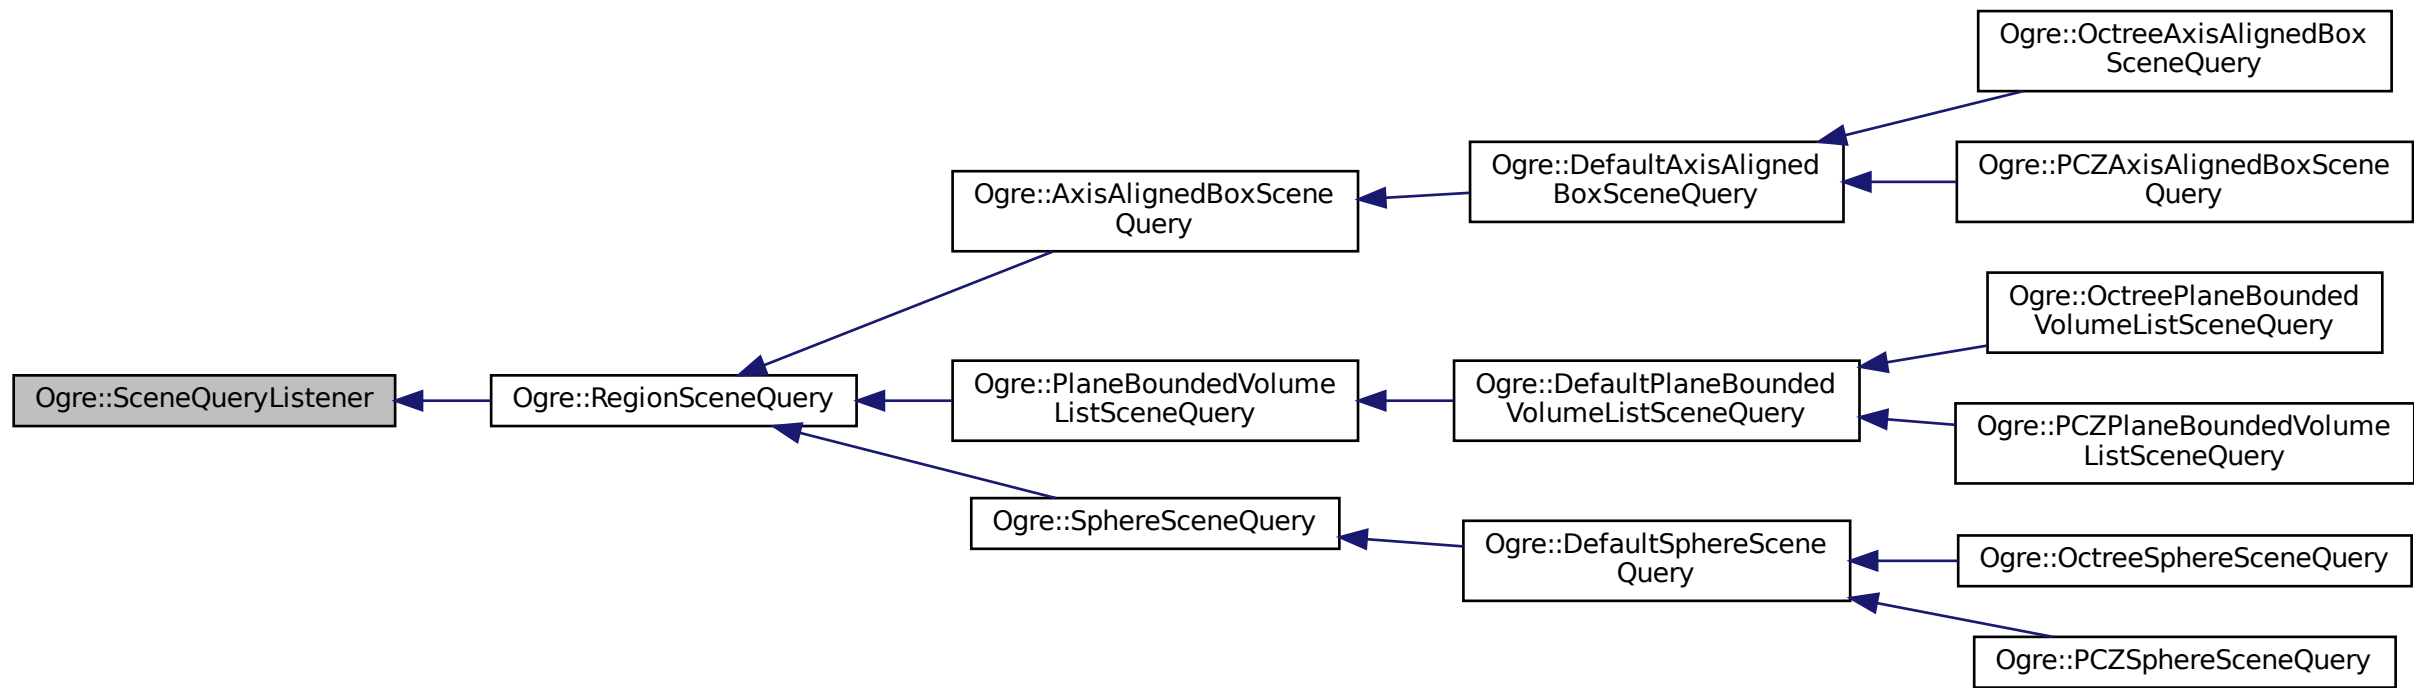 Ogre::SceneQueryListener
Ogre::RegionSceneQuery
Ogre::AxisAlignedBoxScene
Query
Ogre::PlaneBoundedVolume
ListSceneQuery
Ogre::SphereSceneQuery
Ogre::DefaultAxisAligned
BoxSceneQuery
Ogre::DefaultPlaneBounded
VolumeListSceneQuery
Ogre::DefaultSphereScene
Query
Ogre::OctreeAxisAlignedBox
SceneQuery
Ogre::PCZAxisAlignedBoxScene
Query
Ogre::OctreePlaneBounded
VolumeListSceneQuery
Ogre::PCZPlaneBoundedVolume
ListSceneQuery
Ogre::OctreeSphereSceneQuery
Ogre::PCZSphereSceneQuery